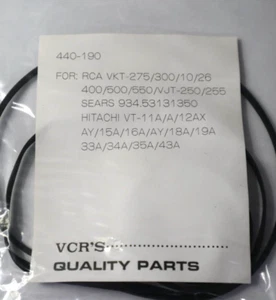 440-190
FOR: RCA VKT-275/300/10/26
400/500/550/VJT-250/255
SEARS 934.53131350
HITACHI VT-11A/A/12AX
AY/15A/16A/AY/18A/19A
33A/34A/35A/43A
VCR'S
QUALITY PARTS